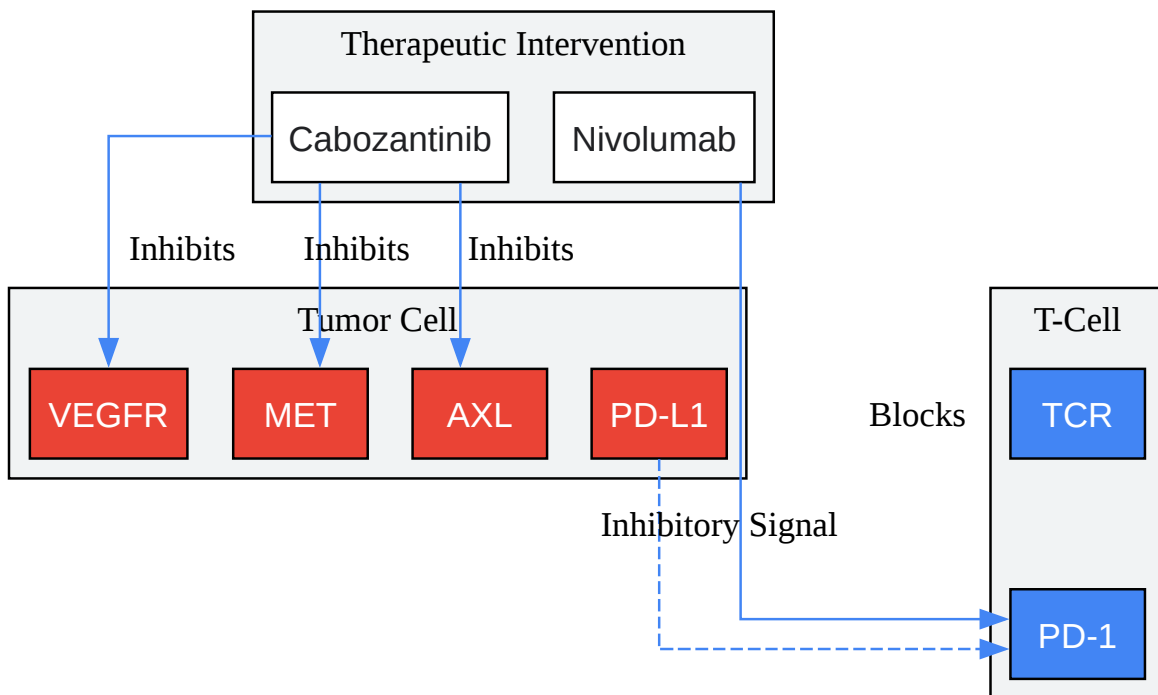 Therapeutic Intervention
Cabozantinib
Nivolumab
Inhibits
Inhibits
Inhibits
Tumor Cell
T-Cell
VEGFR
MET
AXL
PD-L1
Blocks
TCR
Inhibitory Signal
PD-1